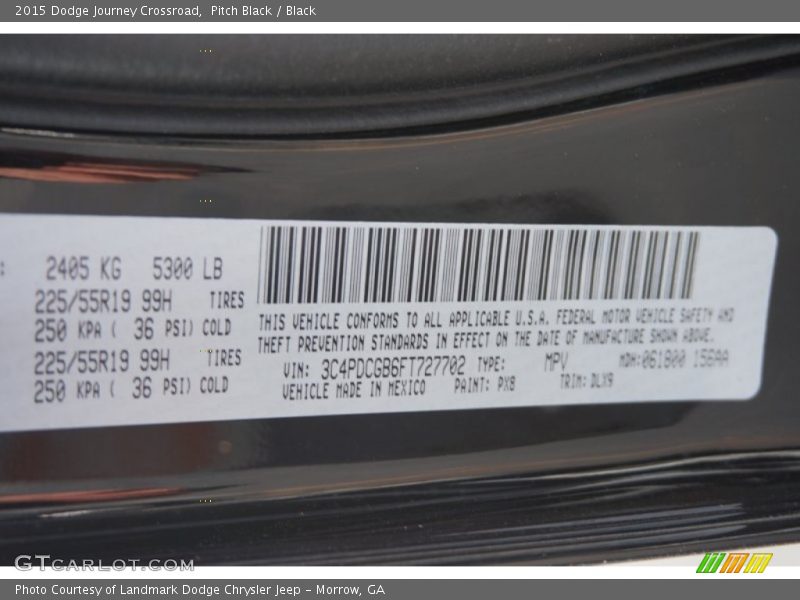 2015 Dodge Journey Crossroad, Pitch Black / Black
: 2405 KG 5300 LB
225/55R19 99H TIRES
250 KPA ( 36 PSI) COLD
225/55R19 99H TIRES
250 KPA ( 36 PSI) COLD
THIS VEHICLE CONFORMS TO ALL APPLICABLE U.S.A. FEDERAL MOTOR VEHICLE SAFETY AND
THEFT PREVENTION STANDARDS IN EFFECT ON THE DATE OF MANUFACTURE SHOWN ABOVE.
VIN: 3C4PDCGB6FT727702 TYPE: MPV MDH:061800 156AA
VEHICLE MADE IN MEXICO PAINT: PX8 TRIM: DLX9
GTCARLOT.COM
Photo Courtesy of Landmark Dodge Chrysler Jeep – Morrow, GA